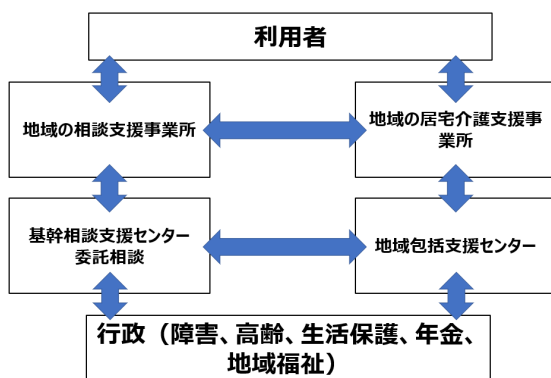 利用者
地域の相談支援事業所
地域の居宅介護支援事
業所
基幹相談支援センター
委託相談
地域包括支援センター
行政（障害、高齢、生活保護、年金、
地域福祉）